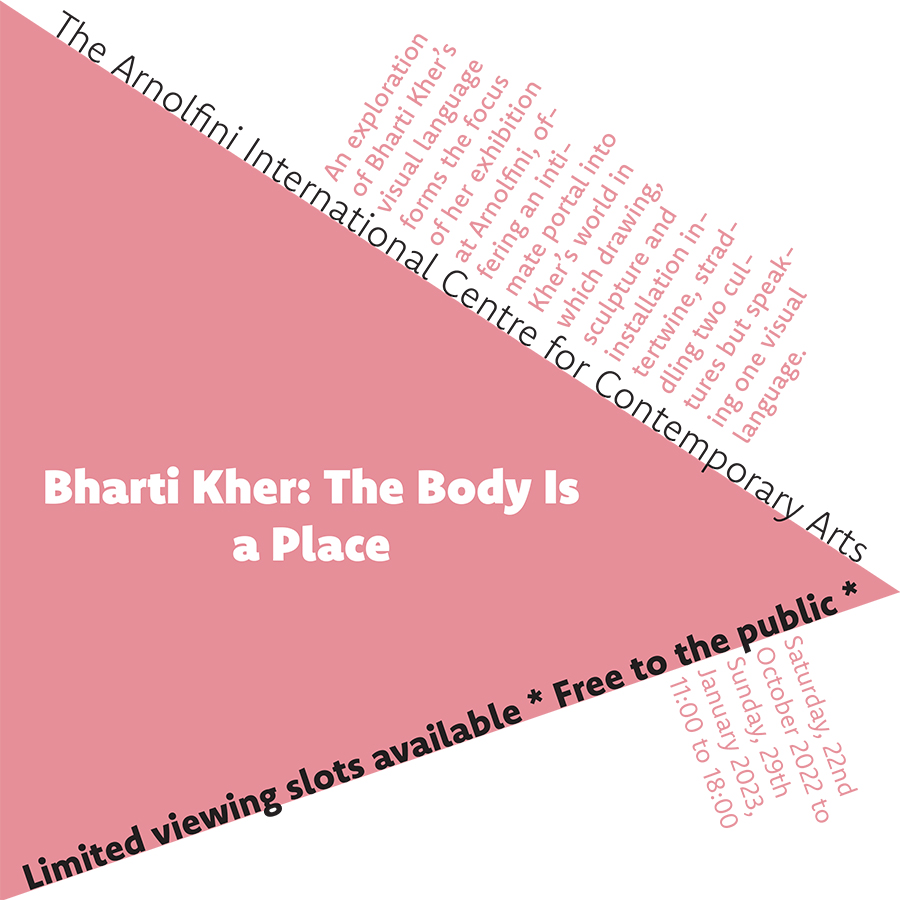 The Arnolfini International Centre for Contemporary Arts
An exploration
of Bharti Kher’s
visual language
forms the focus
of her exhibition
at Arnolfini, of–
fering an inti–
mate portal into
Kher’s world in
which drawing,
sculpture and
installation in–
tertwine, strad–
dling two cul–
tures but speak–
ing one visual
language.
Bharti Kher: The Body Is
a Place
Limited viewing slots available * Free to the public *
Saturday, 22nd
October 2022 to
Sunday, 29th
January 2023,
11:00 to 18:00